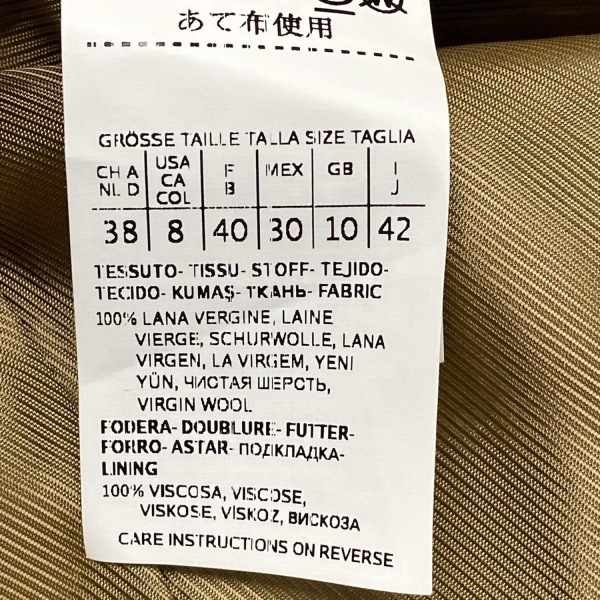 あて布使用
GRÖSSE TAILLE TALLA SIZE TAGLIA
CH A
NL D
USA
CA
COL
F
B
MEX
GB
I
J
38 8 40 30 10 42
TESSUTO- TISSU- STOFF- TEJIDO-
TECIDO- KUMAŞ- ТКАНЬ- FABRIC
100% LANA VERGINE, LAINE
VIERGE, SCHURWOLLE, LANA
VIRGEN, LA VIRGEM, YENI
YÜN, ЧИСТАЯ ШЕРСТЬ,
VIRGIN WOOL
FODERA- DOUBLURE- FUTTER-
FORRO- ASTAR- ПОДКЛАДКА-
LINING
100% VISCOSA, VISCOSE,
VISKOSE, VİSKOZ, ВИСКОЗА
CARE INSTRUCTIONS ON REVERSE